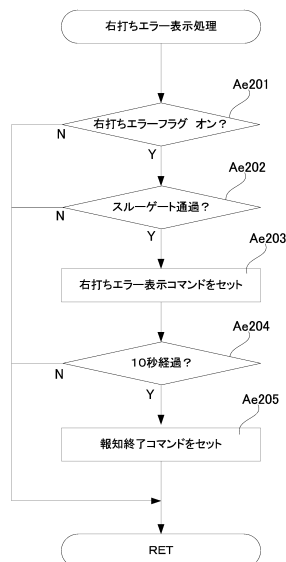 右打ちエラー表示処理
Ae201
右打ちエラーフラグ オン？
N
Y
Ae202
スルーゲート通過？
N
Y
Ae203
右打ちエラー表示コマンドをセット
Ae204
10秒経過？
N
Y
Ae205
報知終了コマンドをセット
RET